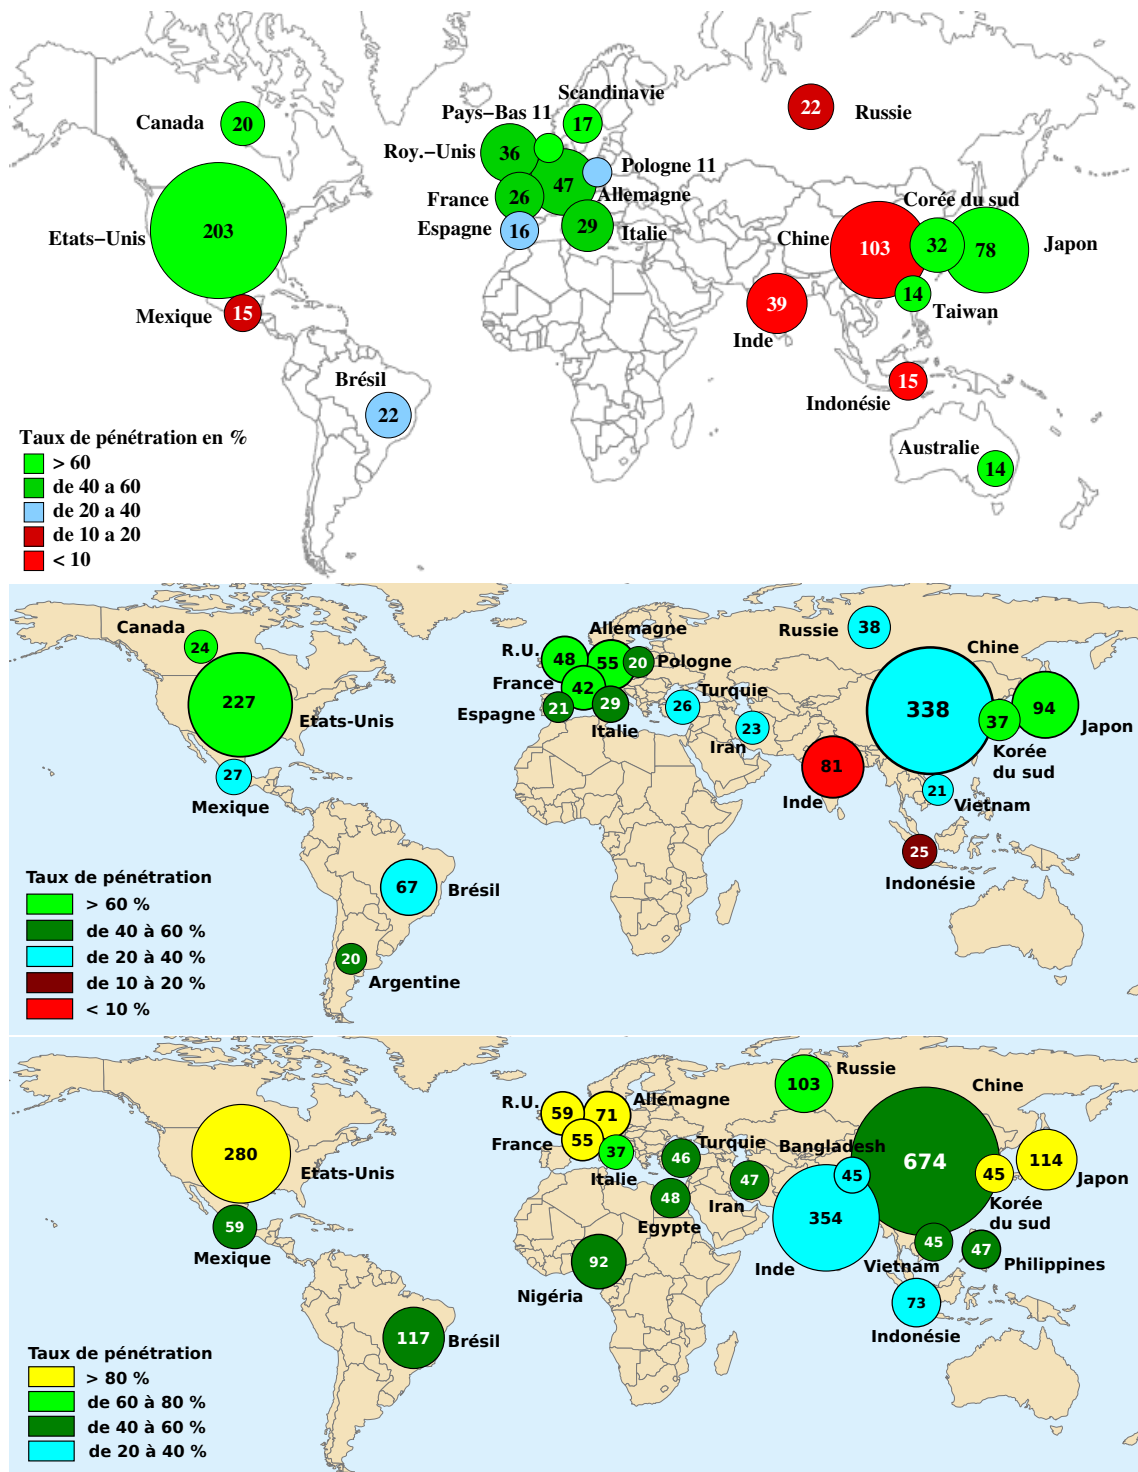 Scandinavie
Canada
20
Pays-Bas 11
17
22
Russie
Roy.-Unis
36
Pologne 11
47
France
26
Allemagne
Etats-Unis
203
Espagne
16
29
Italie
Corée du sud
Chine
103
32
78
Japon
Mexique
15
39
14
Taiwan
Inde
Brésil
15
22
Indonésie
Taux de pénétration en %
Australie
14
> 60
de 40 a 60
de 20 a 40
de 10 a 20
< 10
Canada
24
Allemagne
Russie
38
R.U.
48
55
20
Pologne
Chine
France
42
Turquie
227
Etats-Unis
Espagne
21
29
26
338
94
Italie
23
Iran
37
Japon
Korée
du sud
27
Mexique
81
Inde
21
Vietnam
25
Indonésie
Taux de pénétration
67
Brésil
> 60 %
de 40 à 60 %
de 20 à 40 %
20
Argentine
de 10 à 20 %
< 10 %
Russie
103
Chine
R.U.
59
71
Allemagne
France
55
37
Turquie
46
Bangladesh
280
Etats-Unis
Italie
45
674
45
114
Japon
47
Iran
48
Egypte
Korée
du sud
59
Mexique
354
Inde
45
Vietnam
47
Philippines
92
Nigéria
73
Indonésie
117
Brésil
Taux de pénétration
> 80 %
de 60 à 80 %
de 40 à 60 %
de 20 à 40 %